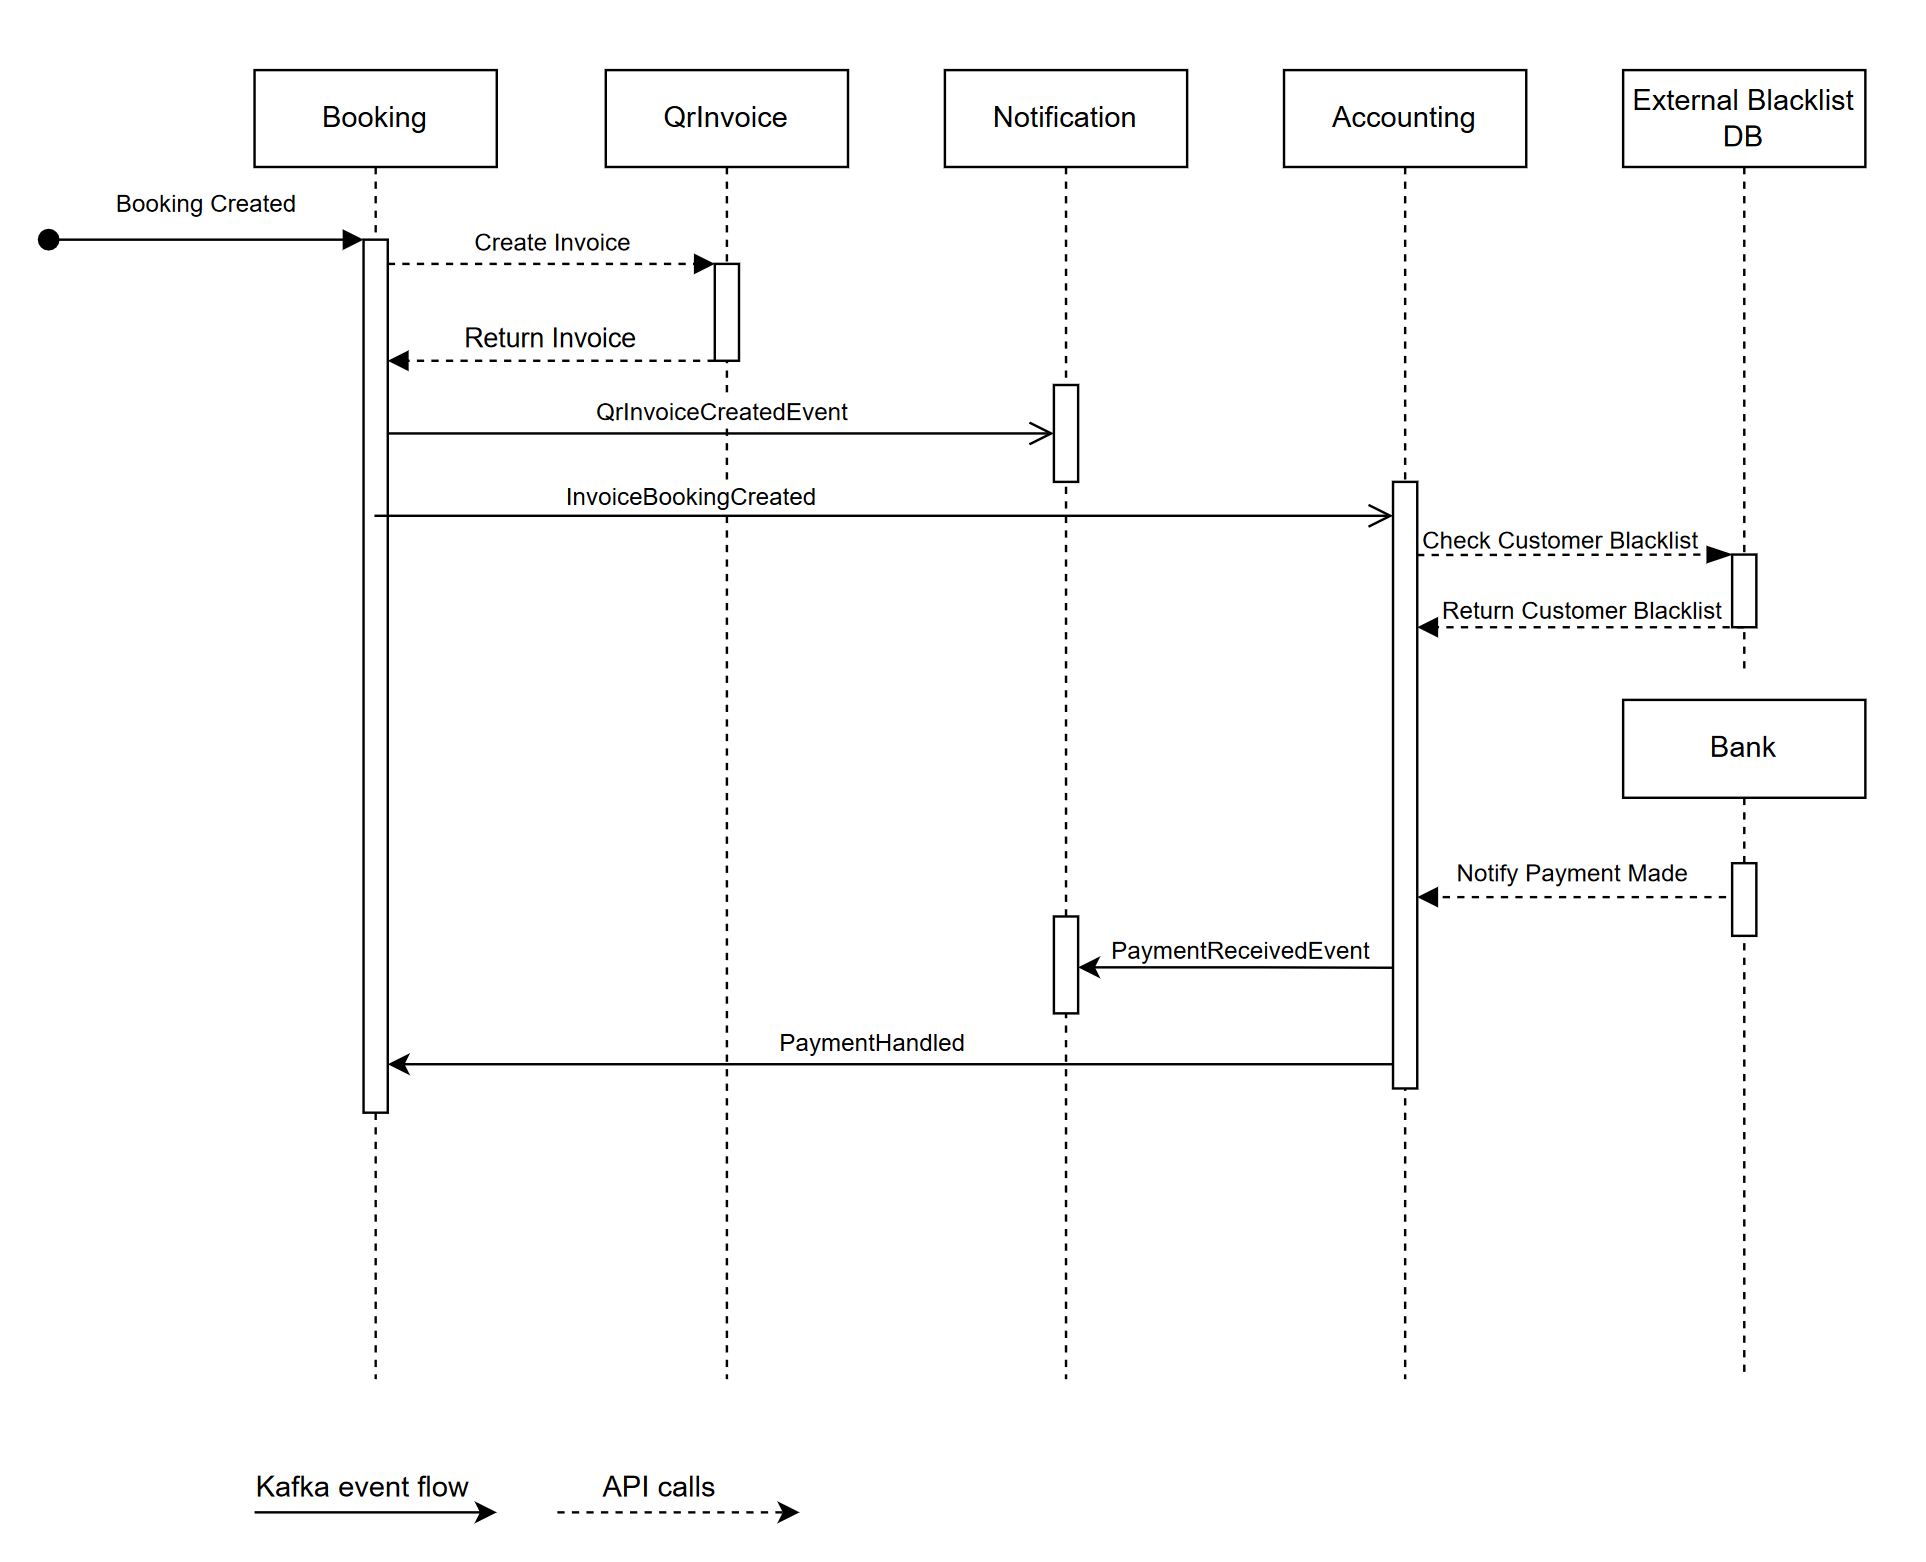 Booking
QrInvoice
Notification
Accounting
External Blacklist
DB
Booking Created
Create Invoice
Return Invoice
QrInvoiceCreatedEvent
InvoiceBookingCreated
Check Customer Blacklist
Return Customer Blacklist
Bank
Notify Payment Made
PaymentReceivedEvent
PaymentHandled
Kafka event flow
API calls